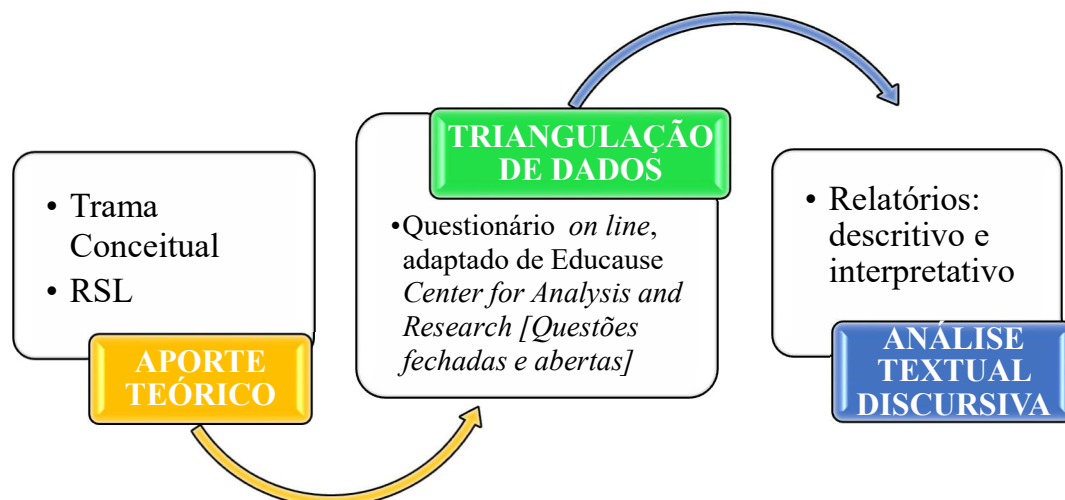 • Trama
Conceitual
• RSL
APORTE
TEÓRICO
TRIANGULAÇÃO
DE DADOS
•Questionário on line,
adaptado de Educause
Center for Analysis and
Research [Questões
fechadas e abertas]
• Relatórios:
descritivo e
interpretativo
ANÁLISE
TEXTUAL
DISCURSIVA